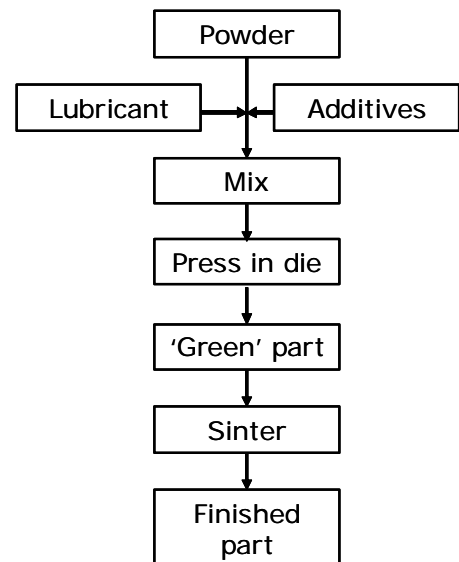 Powder
Lubricant
Additives
Mix
Press in die
‘Green’ part
Sinter
Finished
part